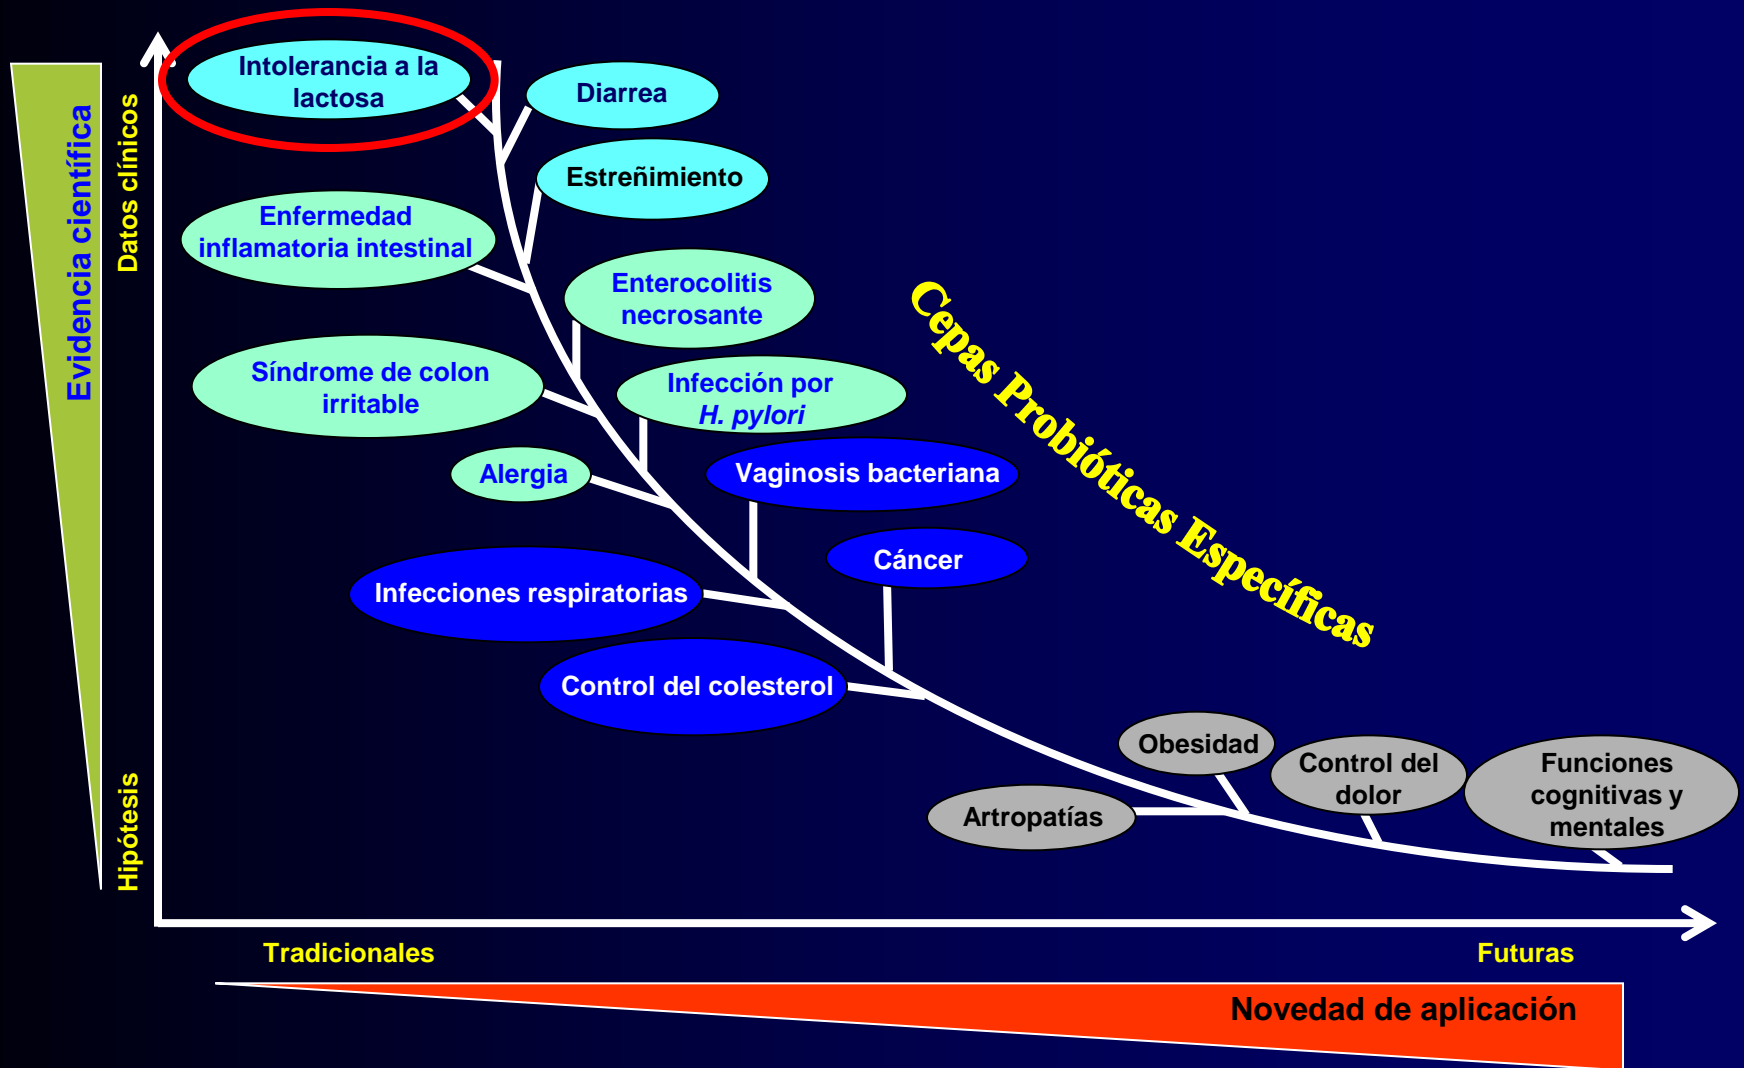 Intolerancia a la
lactosa
Diarrea
Estreñimiento
Enfermedad
inflamatoria intestinal
Enterocolitis
necrosante
Síndrome de colon
irritable
Infección por
H. pylori
Alergia
Vaginosis bacteriana
Cáncer
Infecciones respiratorias
Control del colesterol
Obesidad
Control del
dolor
Funciones
cognitivas y
mentales
Artropatías
Cepas Probióticas Específicas
Evidencia científica
Datos clínicos
Hipótesis
Tradicionales
Futuras
Novedad de aplicación